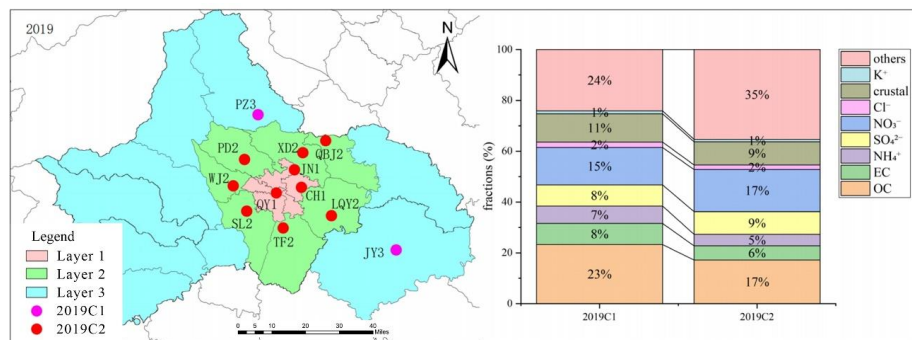 2019
N
PZ3
PD2
XD2
QBJ2
JN1
WJ2
CH1
QY1
LQY2
SL2
TF2
JY3
Legend
Layer 1
Layer 2
Layer 3
2019C1
2019C2
0 5 10 20 30 40
Miles
fractions (%)
100
80
60
40
20
0
24%
1%
11%
2%
15%
8%
7%
8%
23%
35%
1%
9%
2%
17%
9%
5%
6%
17%
2019C1
2019C2
others
K⁺
crustal
Cl⁻
NO₃⁻
SO₄²⁻
NH₄⁺
EC
OC